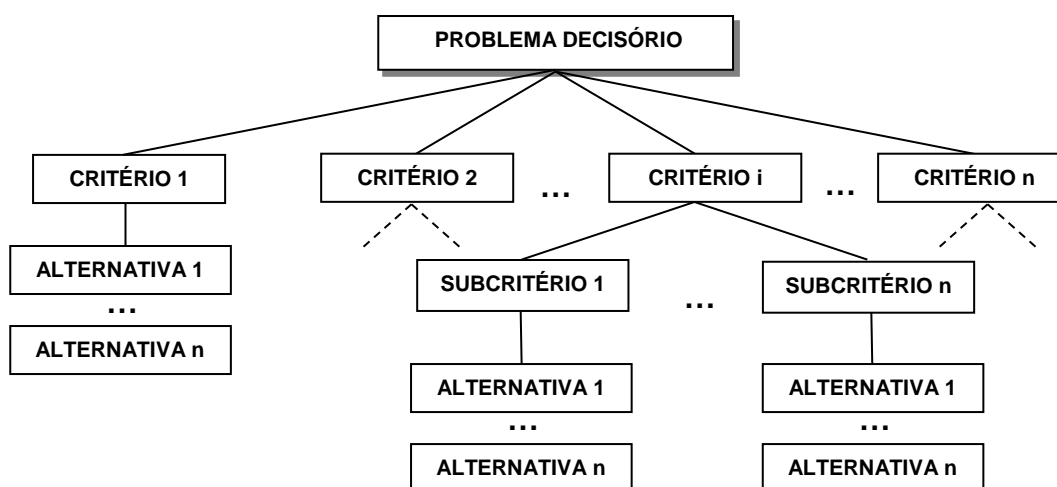 PROBLEMA DECISÓRIO
CRITÉRIO 1
CRITÉRIO 2
...
CRITÉRIO i
...
CRITÉRIO n
ALTERNATIVA 1
...
ALTERNATIVA n
SUBCRITÉRIO 1
...
SUBCRITÉRIO n
ALTERNATIVA 1
...
ALTERNATIVA n
ALTERNATIVA 1
...
ALTERNATIVA n